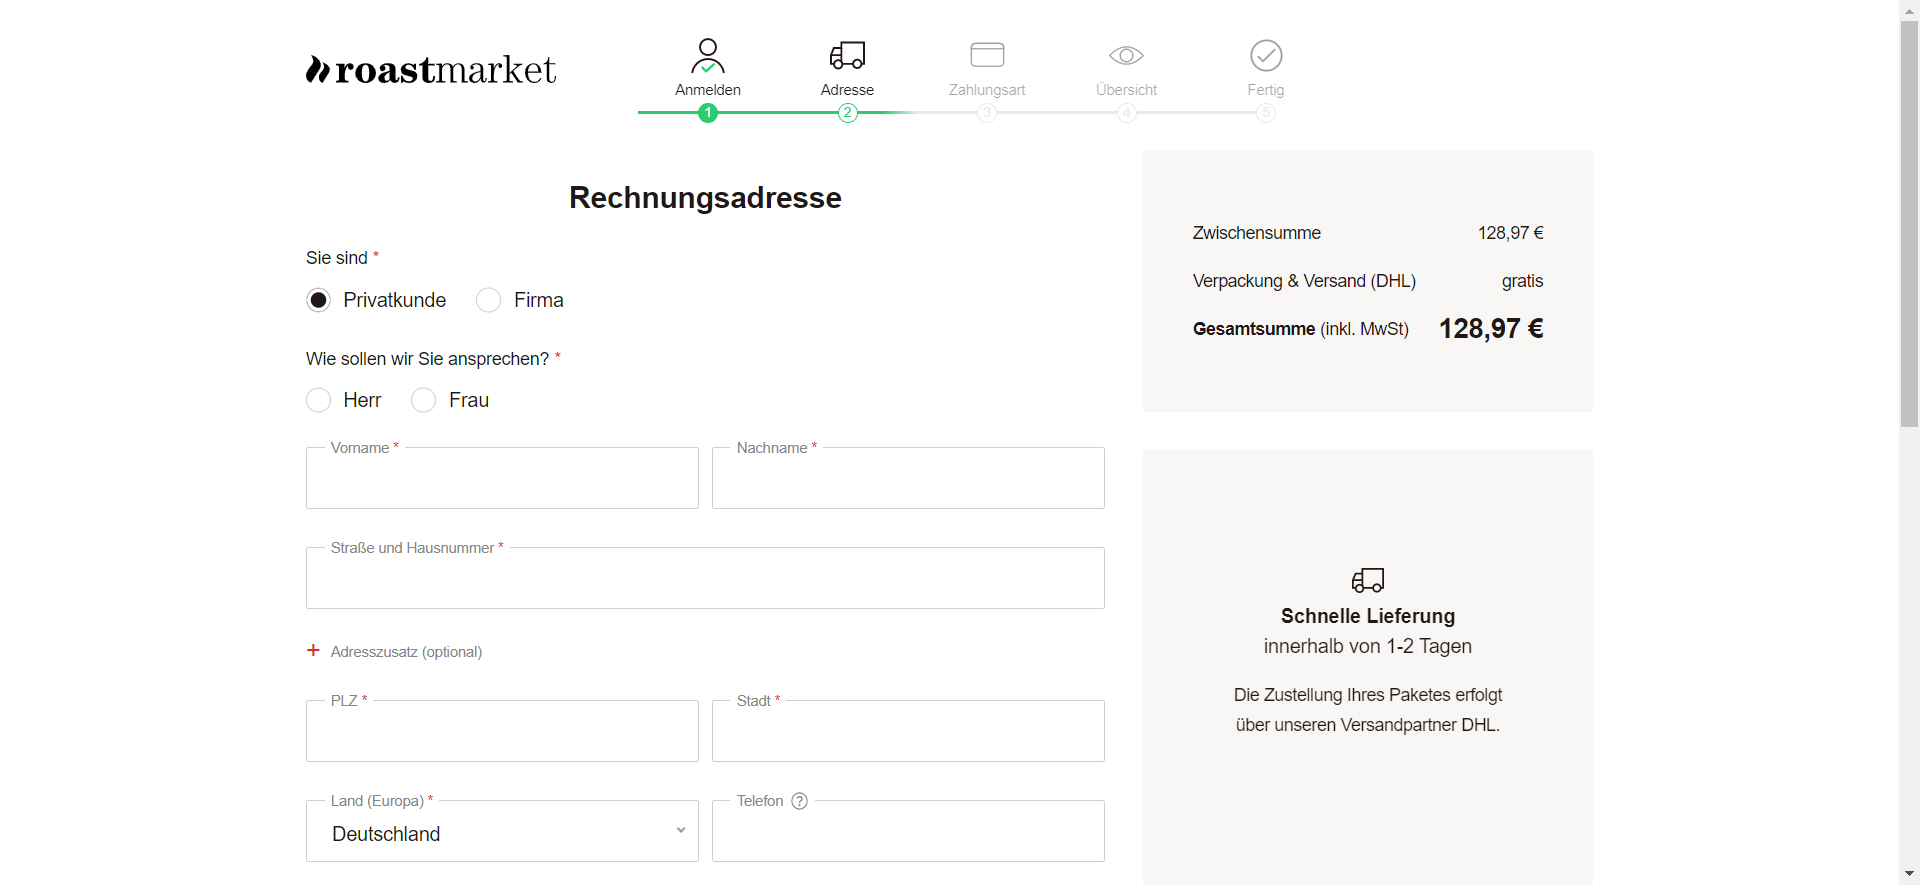 roastmarket
Anmelden
Adresse
Zahlungsart
Übersicht
Fertig
1
2
3
4
5
Rechnungsadresse
Sie sind *
Privatkunde
Firma
Wie sollen wir Sie ansprechen? *
Herr
Frau
Vorname *
Nachname *
Straße und Hausnummer *
+ Adresszusatz (optional)
PLZ *
Stadt *
Land (Europa) *
Deutschland
Telefon ?
Zwischensumme 128,97 €
Verpackung & Versand (DHL) gratis
Gesamtsumme (inkl. MwSt) 128,97 €
Schnelle Lieferung
innerhalb von 1-2 Tagen
Die Zustellung Ihres Paketes erfolgt
über unseren Versandpartner DHL.